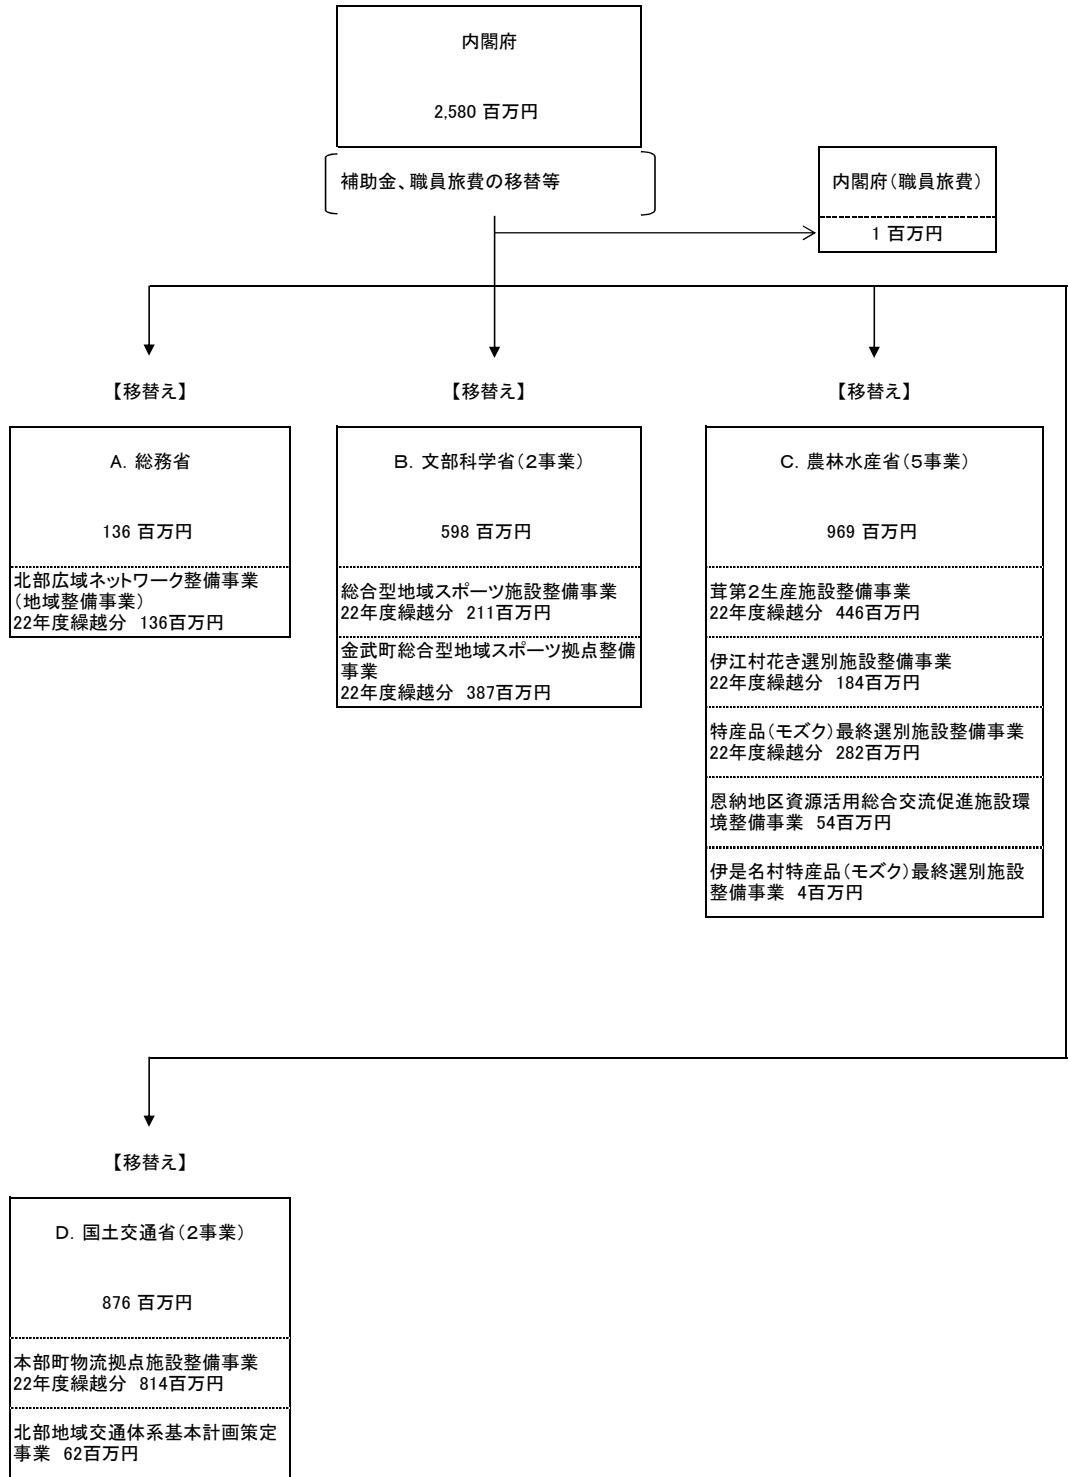 内閣府
2,580 百万円
補助金、職員旅費の移替等
内閣府（職員旅費）
1 百万円
【移替え】
【移替え】
【移替え】
A. 総務省
136 百万円
北部広域ネットワーク整備事業
（地域整備事業）
22年度繰越分 136百万円
B. 文部科学省（2事業）
598 百万円
総合型地域スポーツ施設整備事業
22年度繰越分 211百万円
金武町総合型地域スポーツ拠点整備
事業
22年度繰越分 387百万円
C. 農林水産省（5事業）
969 百万円
茸第２生産施設整備事業
22年度繰越分 446百万円
伊江村花き選別施設整備事業
22年度繰越分 184百万円
特産品（モズク）最終選別施設整備事業
22年度繰越分 282百万円
恩納地区資源活用総合交流促進施設環
境整備事業 54百万円
伊是名村特産品（モズク）最終選別施設
整備事業 4百万円
【移替え】
D. 国土交通省（2事業）
876 百万円
本部町物流拠点施設整備事業
22年度繰越分 814百万円
北部地域交通体系基本計画策定
事業 62百万円